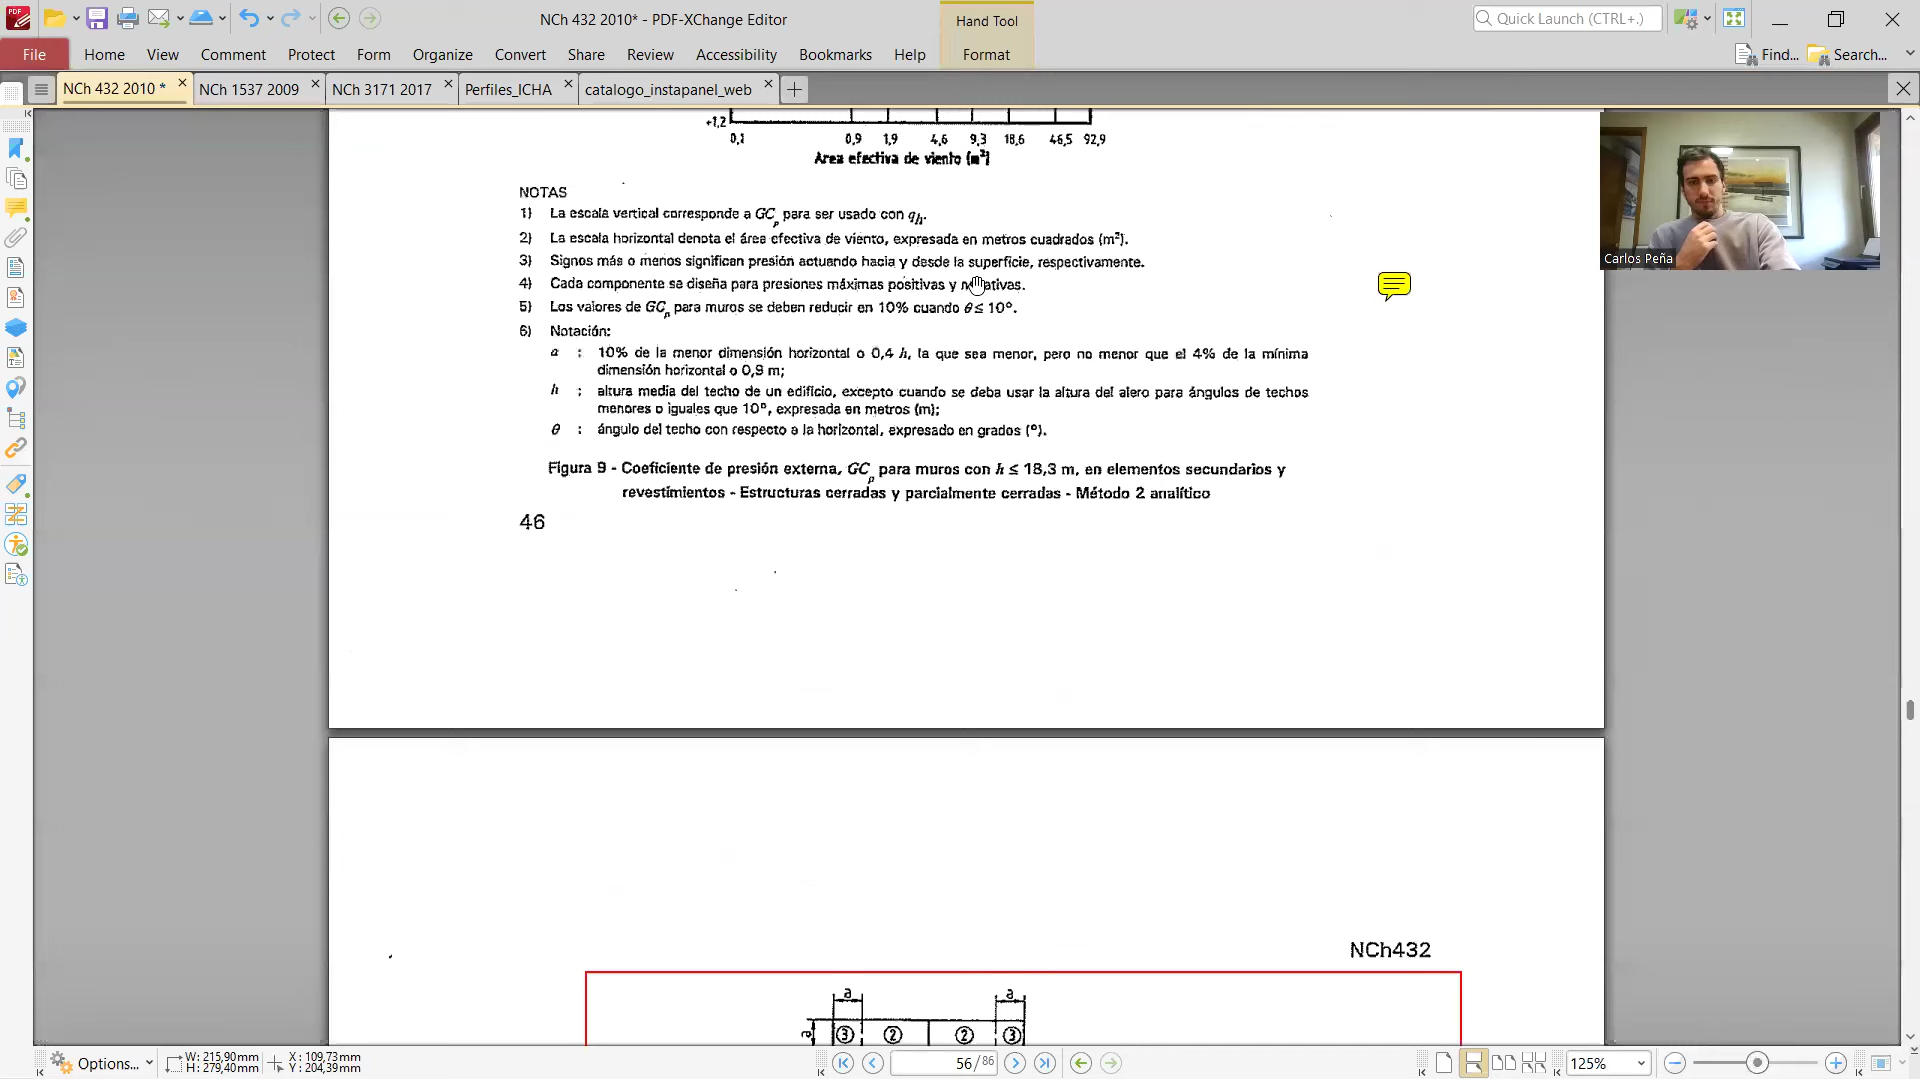 NCh 432 2010* - PDF-XChange Editor
Hand Tool
Quick Launch (CTRL+.)
File
Home
View
Comment
Protect
Form
Organize
Convert
Share
Review
Accessibility
Bookmarks
Help
Format
Find...
Search...
NCh 432 2010 *
NCh 1537 2009
NCh 3171 2017
Perfiles_ICHA
catalogo_instapanel_web
+1,2
0,1 0,9 1,9 4,6 9,3 18,6 46,5 92,9
Area efectiva de viento (m²)
NOTAS
1) La escala vertical corresponde a GCp para ser usado con qh.
2) La escala horizontal denota el área efectiva de viento, expresada en metros cuadrados (m²).
3) Signos más o menos significan presión actuando hacia y desde la superficie, respectivamente.
4) Cada componente se diseña para presiones máximas positivas y
5) Los valores de GCp para muros se deben reducir en 10% cuando θ ≤ 10°.
6) Notación:
a : 10% de la menor dimensión horizontal o 0,4 h, la que sea menor, pero no menor que el 4% de la mínima
dimensión horizontal o 0,9 m;
h : altura media del techo de un edificio, excepto cuando se deba usar la altura del alero para ángulos de techos
menores o iguales que 10°, expresada en metros (m);
θ : ángulo del techo con respecto a la horizontal, expresado en grados (°).
Figura 9 - Coeficiente de presión externa, GCp para muros con h ≤ 18,3 m, en elementos secundarios y
revestimientos - Estructuras cerradas y parcialmente cerradas - Método 2 analítico
46
Carlos Peña
NCh432
a a
a 3 2 2 3
Options...
W: 215,90mm
H: 279,40mm
X: 109,73mm
Y: 204,39mm
56 / 86
125%